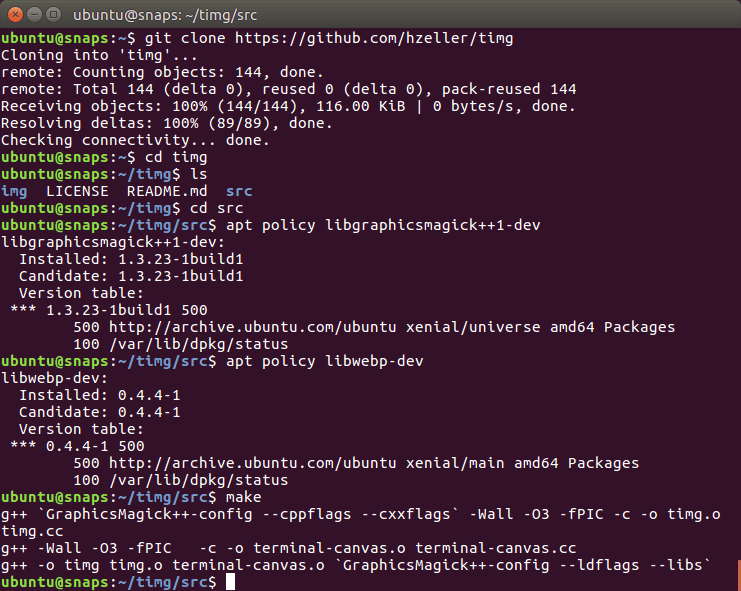 ubuntu@snaps: ~/timg/src
ubuntu@snaps:~$ git clone https://github.com/hzeller/timg
Cloning into 'timg'...
remote: Counting objects: 144, done.
remote: Total 144 (delta 0), reused 0 (delta 0), pack-reused 144
Receiving objects: 100% (144/144), 116.00 KiB | 0 bytes/s, done.
Resolving deltas: 100% (89/89), done.
Checking connectivity... done.
ubuntu@snaps:~$ cd timg
ubuntu@snaps:~/timg$ ls
img  LICENSE  README.md  src
ubuntu@snaps:~/timg$ cd src
ubuntu@snaps:~/timg/src$ apt policy libgraphicsmagick++1-dev
libgraphicsmagick++1-dev:
  Installed: 1.3.23-1build1
  Candidate: 1.3.23-1build1
  Version table:
 *** 1.3.23-1build1 500
        500 http://archive.ubuntu.com/ubuntu xenial/universe amd64 Packages
        100 /var/lib/dpkg/status
ubuntu@snaps:~/timg/src$ apt policy libwebp-dev
libwebp-dev:
  Installed: 0.4.4-1
  Candidate: 0.4.4-1
  Version table:
 *** 0.4.4-1 500
        500 http://archive.ubuntu.com/ubuntu xenial/main amd64 Packages
        100 /var/lib/dpkg/status
ubuntu@snaps:~/timg/src$ make
g++ `GraphicsMagick++-config --cppflags --cxxflags` -Wall -O3 -fPIC -c -o timg.o
timg.cc
g++ -Wall -O3 -fPIC   -c -o terminal-canvas.o terminal-canvas.cc
g++ -o timg timg.o terminal-canvas.o `GraphicsMagick++-config --ldflags --libs`
ubuntu@snaps:~/timg/src$